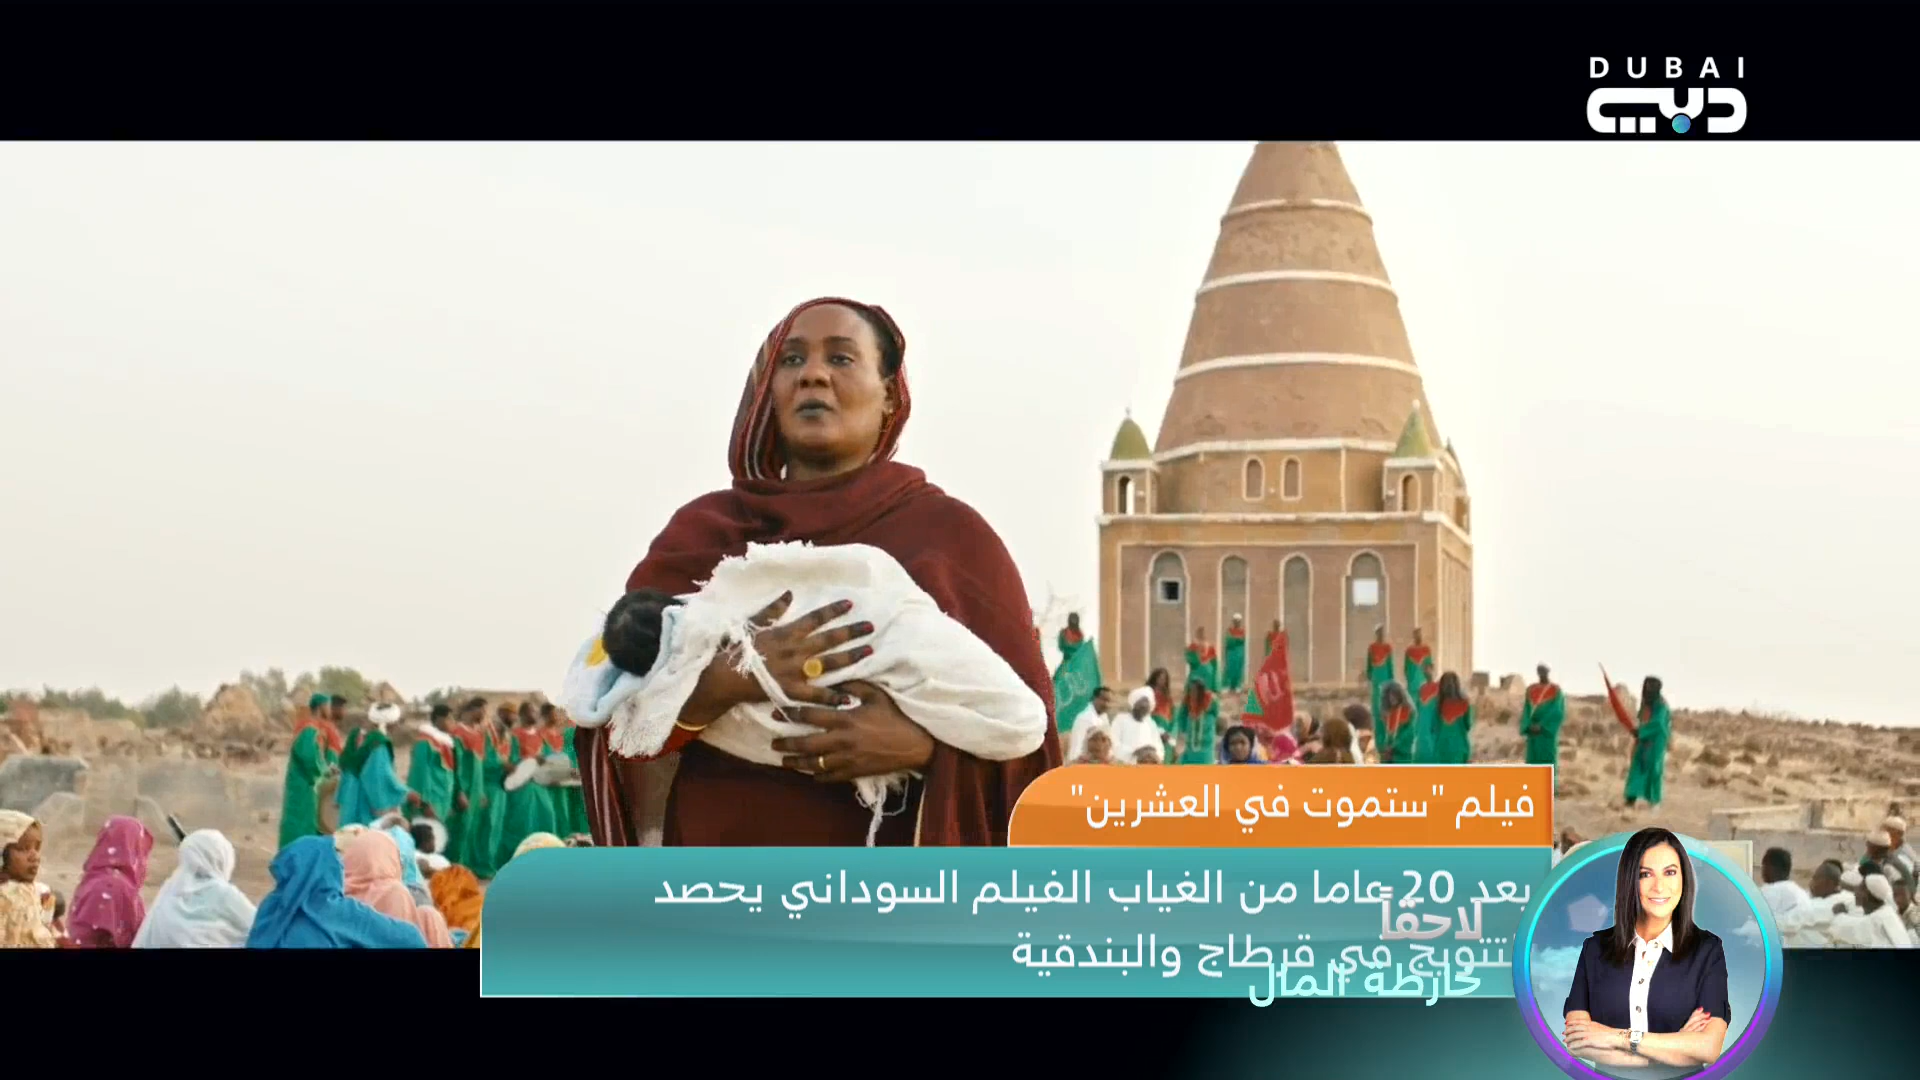 DUBAI
دبي
فيلم "ستموت في العشرين"
بعد 20 عاما من الغياب الفيلم السوداني يحصد
التتويج في قرطاج والبندقية
لاحقاً
خارطة المال